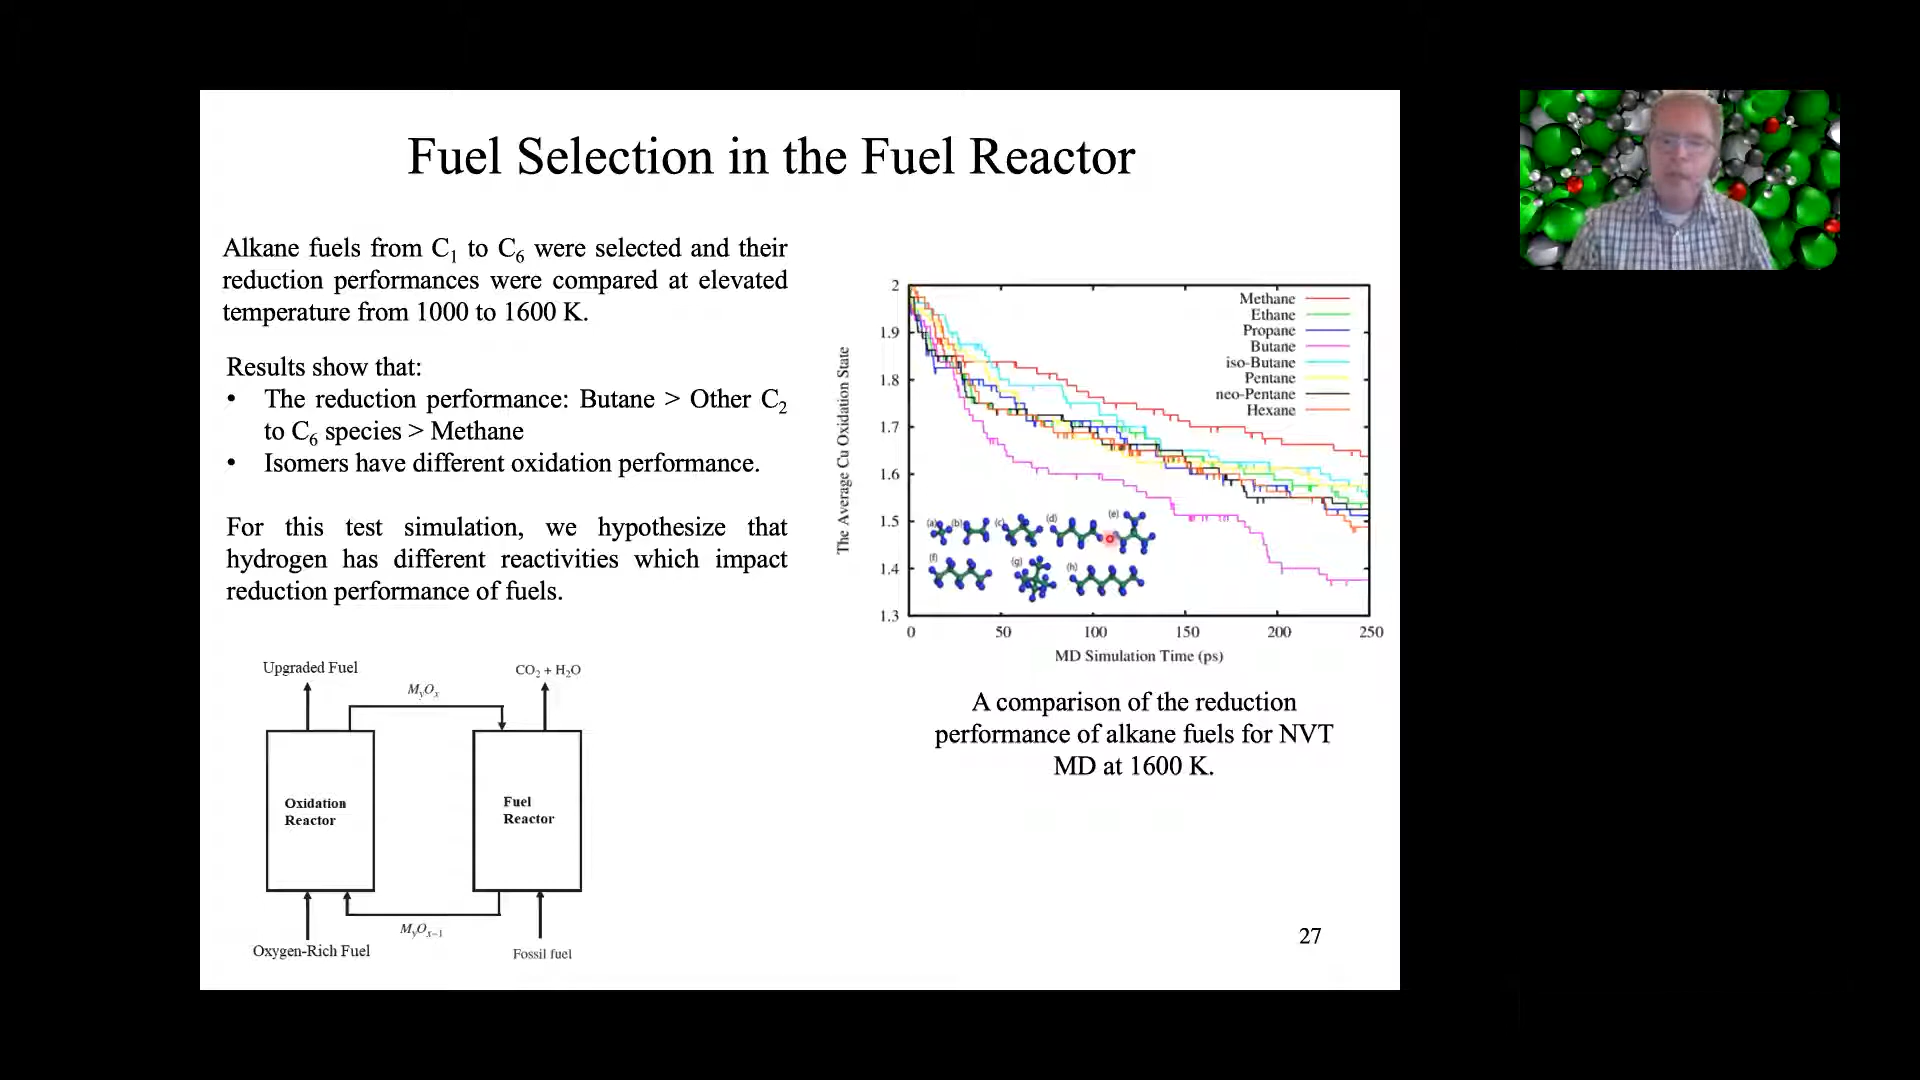 Fuel Selection in the Fuel Reactor
Alkane fuels from C1 to C6 were selected and their
reduction performances were compared at elevated
temperature from 1000 to 1600 K.
Results show that:
• The reduction performance: Butane > Other C2
to C6 species > Methane
• Isomers have different oxidation performance.
For this test simulation, we hypothesize that
hydrogen has different reactivities which impact
reduction performance of fuels.
Upgraded Fuel
CO2 + H2O
MyOx
Oxidation
Reactor
Fuel
Reactor
MyOx-1
Oxygen-Rich Fuel
Fossil fuel
The Average Cu Oxidation State
2
1.9
1.8
1.7
1.6
1.5
1.4
1.3
Methane
Ethane
Propane
Butane
iso-Butane
Pentane
neo-Pentane
Hexane
(a) (b) (c) (d) (e)
(f) (g) (h)
0 50 100 150 200 250
MD Simulation Time (ps)
A comparison of the reduction
performance of alkane fuels for NVT
MD at 1600 K.
27